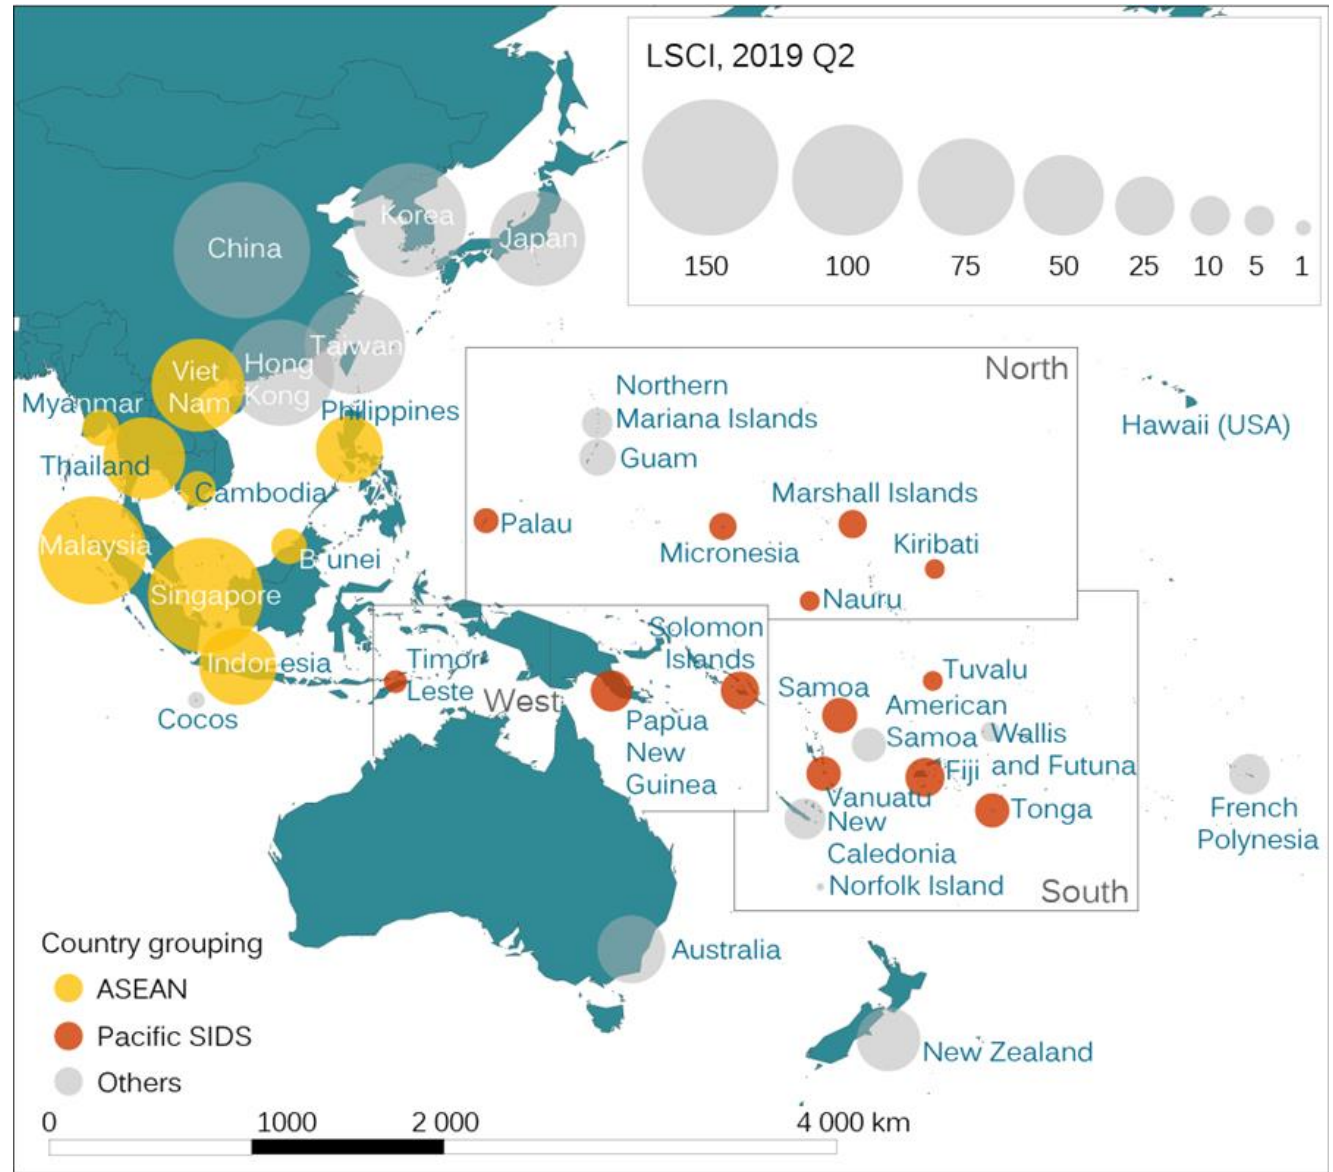 LSCI, 2019 Q2
150 100 75 50 25 10 5 1
China
Korea
Japan
Taiwan
Hong
Kong
Viet
Nam
Myanmar
Philippines
Thailand
Cambodia
Malaysia
Brunei
Singapore
Indonesia
Cocos
North
Northern
Mariana Islands
Guam
Palau
Micronesia
Marshall Islands
Kiribati
Nauru
Hawaii (USA)
West
Timor
Leste
Solomon
Islands
Papua
New
Guinea
Samoa
Tuvalu
American
Samoa
Wallis
and Futuna
Fiji
Vanuatu
Tonga
New
Caledonia
Norfolk Island
South
French
Polynesia
Australia
New Zealand
Country grouping
ASEAN
Pacific SIDS
Others
0 1000 2 000 4 000 km